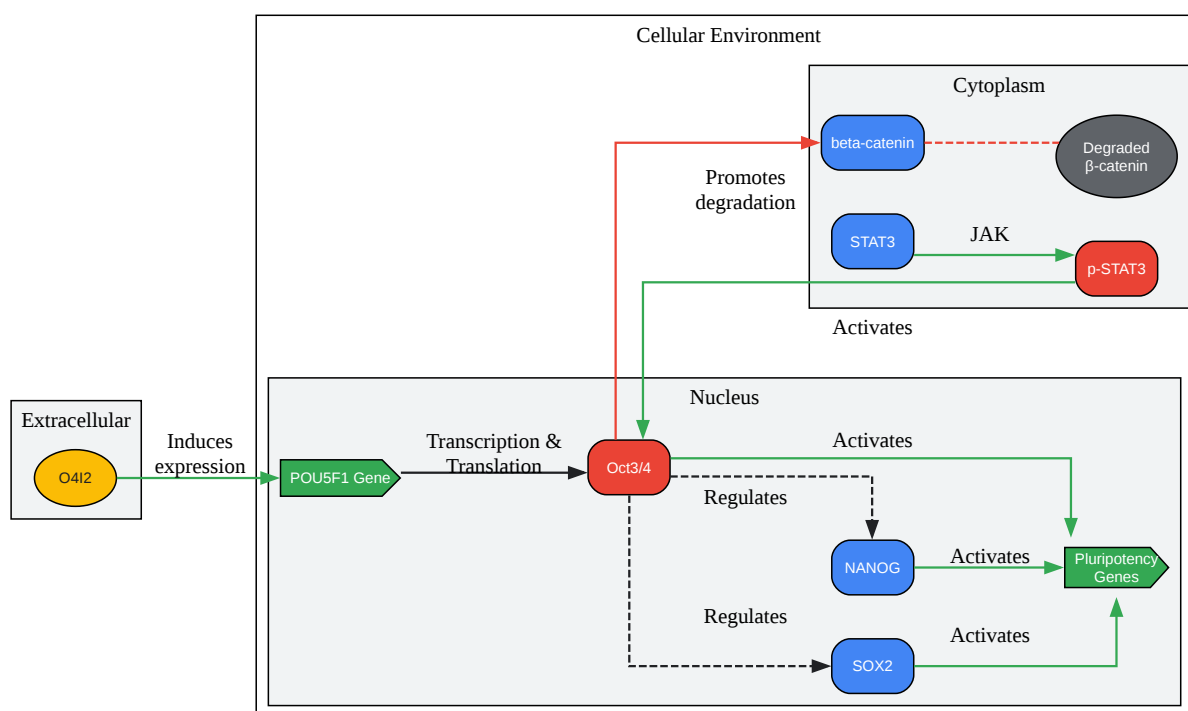 Cellular Environment
Cytoplasm
beta-catenin
Degraded
β-catenin
Promotes
degradation
STAT3
JAK
p-STAT3
Activates
Nucleus
Extracellular
O4I2
Induces
expression
POU5F1 Gene
Transcription &
Translation
Oct3/4
Activates
Regulates
NANOG
Activates
Pluripotency
Genes
Regulates
SOX2
Activates